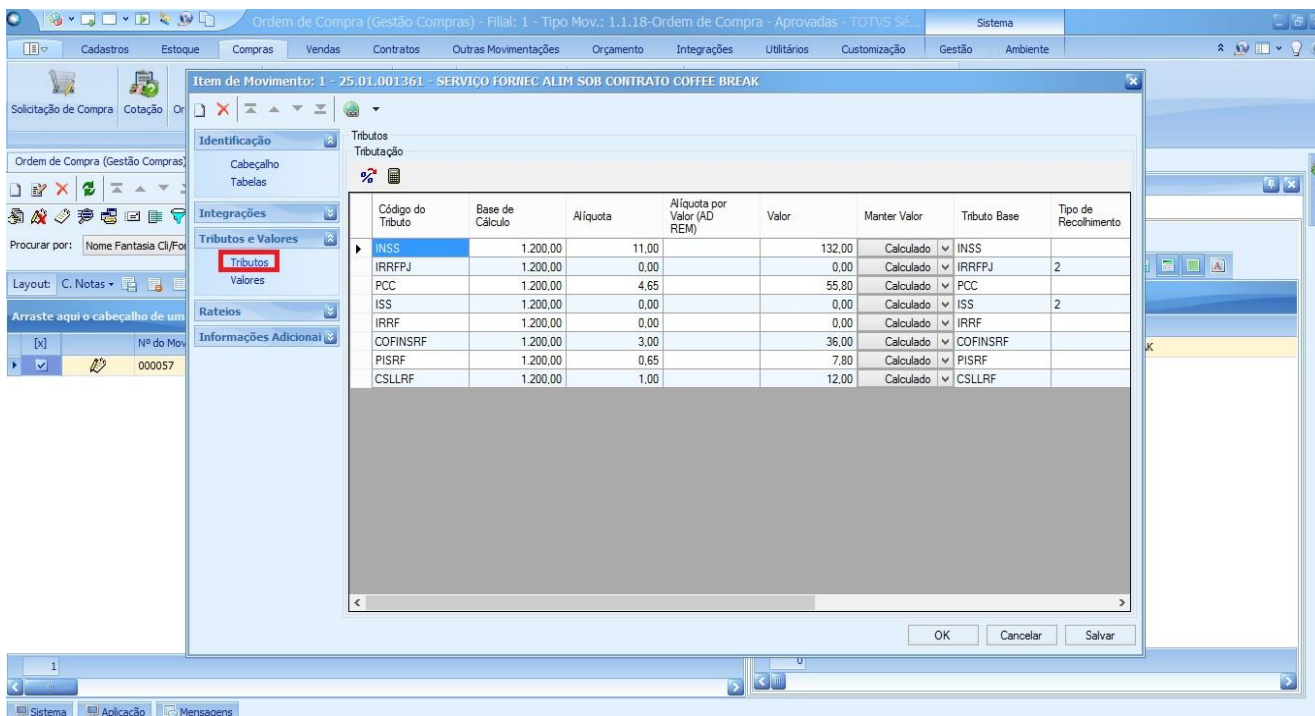 Ordem de Compra (Gestão Compras) - Filial: 1 - Tipo Mov.: 1.1.18-Ordem de Compra - Aprovadas - TOTVS Sé...
Sistema
Cadastros Estoque Compras Vendas Contratos Outras Movimentações Orçamento Integrações Utilitários Customização Gestão Ambiente
Solicitação de Compra Cotação Or
Item de Movimento: 1 - 25.01.001361 - SERVIÇO FORNEC ALIM SOB CONTRATO COFFEE BREAK
Ordem de Compra (Gestão Compras)
Procurar por: Nome Fantasia Cli/For
Layout: C. Notas
Arraste aqui o cabeçalho de um
[x] Nº do Mov
000057
Identificação
Cabeçalho
Tabelas
Integrações
Tributos e Valores
Tributos
Valores
Rateios
Informações Adicionai
Tributos
Tributação
Código do Tributo Base de Cálculo Alíquota Alíquota por Valor (AD REM) Valor Manter Valor Tributo Base Tipo de Recolhimento
INSS 1.200,00 11,00 132,00 Calculado INSS
IRRFPJ 1.200,00 0,00 0,00 Calculado IRRFPJ 2
PCC 1.200,00 4,65 55,80 Calculado PCC
ISS 1.200,00 0,00 0,00 Calculado ISS 2
IRRF 1.200,00 0,00 0,00 Calculado IRRF
COFINSRF 1.200,00 3,00 36,00 Calculado COFINSRF
PISRF 1.200,00 0,65 7,80 Calculado PISRF
CSLLRF 1.200,00 1,00 12,00 Calculado CSLLRF
OK Cancelar Salvar
1
0
Sistema Aplicação Mensagens